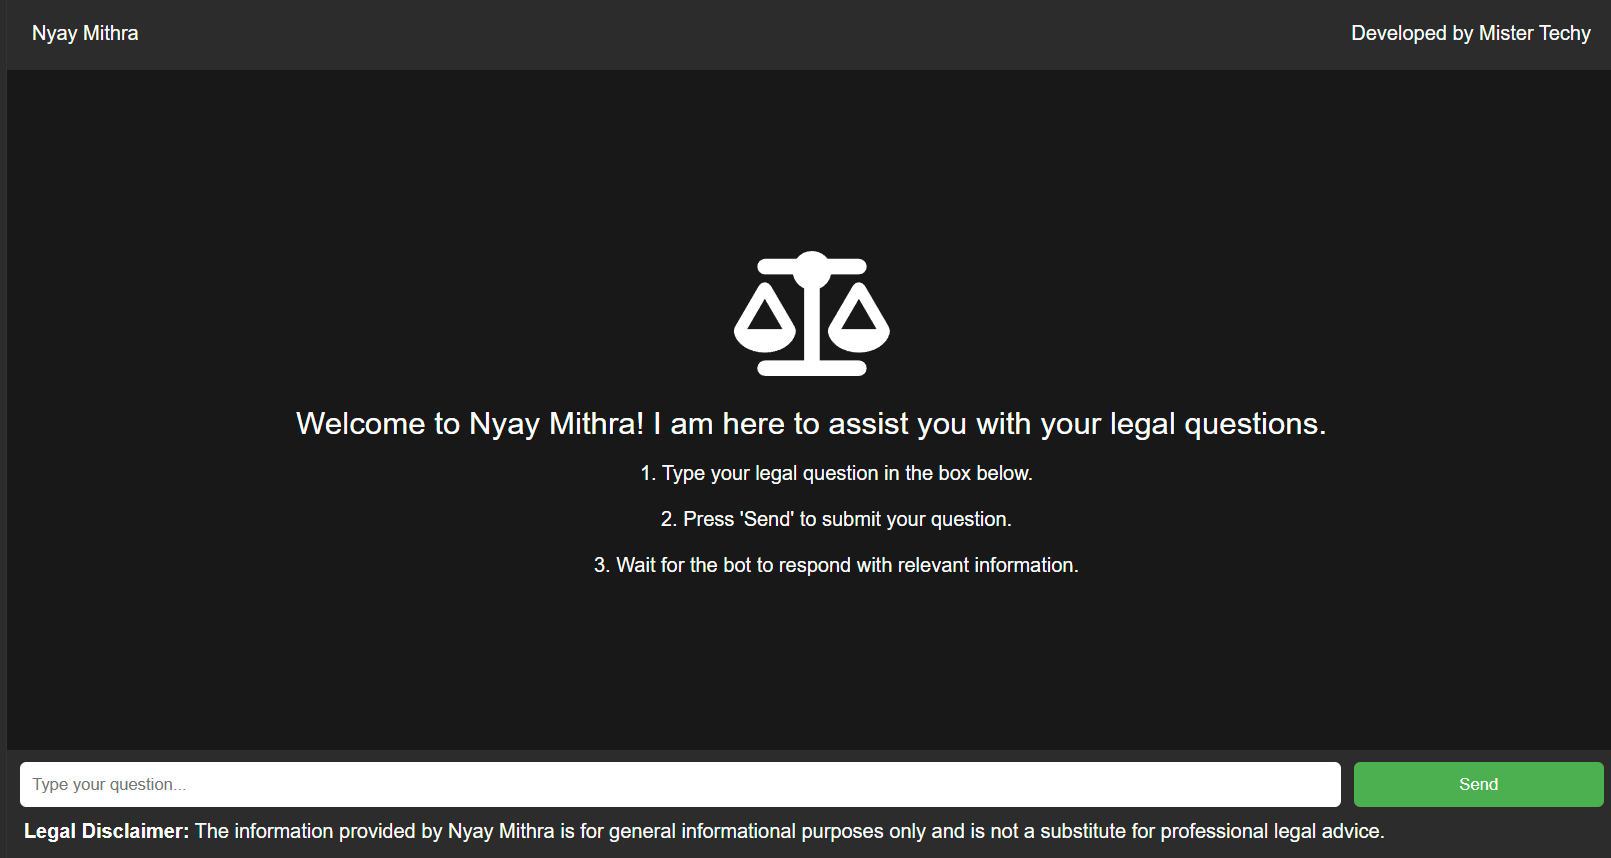 Nyay Mithra
Developed by Mister Techy
Welcome to Nyay Mithra! I am here to assist you with your legal questions.
1. Type your legal question in the box below.
2. Press 'Send' to submit your question.
3. Wait for the bot to respond with relevant information.
Type your question...
Send
Legal Disclaimer: The information provided by Nyay Mithra is for general informational purposes only and is not a substitute for professional legal advice.